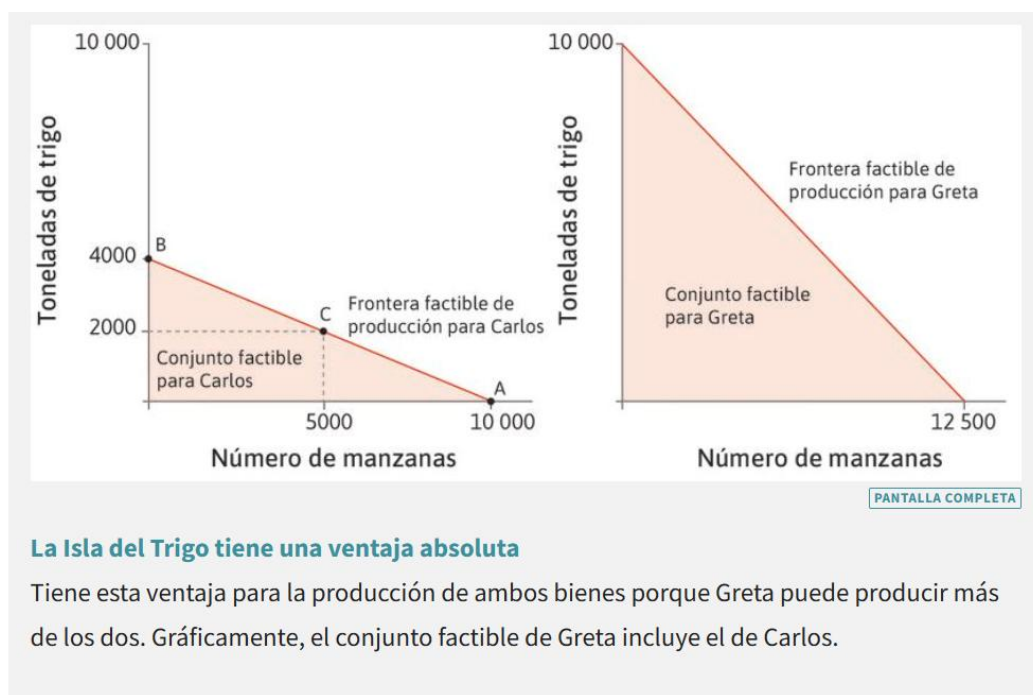 10 000
Toneladas de trigo
4000
B
C
2000
Frontera factible de
producción para Carlos
Conjunto factible
para Carlos
A
5000
10 000
Número de manzanas
10 000
Toneladas de trigo
Frontera factible de
producción para Greta
Conjunto factible
para Greta
12 500
Número de manzanas
PANTALLA COMPLETA
La Isla del Trigo tiene una ventaja absoluta
Tiene esta ventaja para la producción de ambos bienes porque Greta puede producir más
de los dos. Gráficamente, el conjunto factible de Greta incluye el de Carlos.